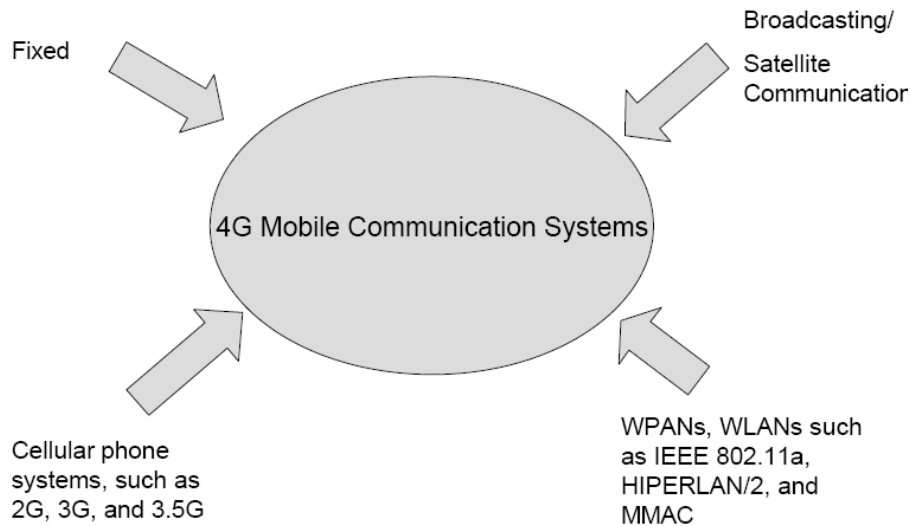 Fixed
Broadcasting/
Satellite
Communication
4G Mobile Communication Systems
Cellular phone
systems, such as
2G, 3G, and 3.5G
WPANs, WLANs such
as IEEE 802.11a,
HIPERLAN/2, and
MMAC